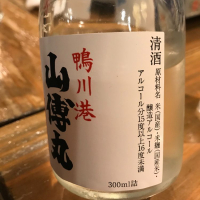 鴨川港
山傳丸
清酒
原材料名 米(国産)・米麹(国産米)・
醸造アルコール
アルコール分15度以上16度未満
300ml詰